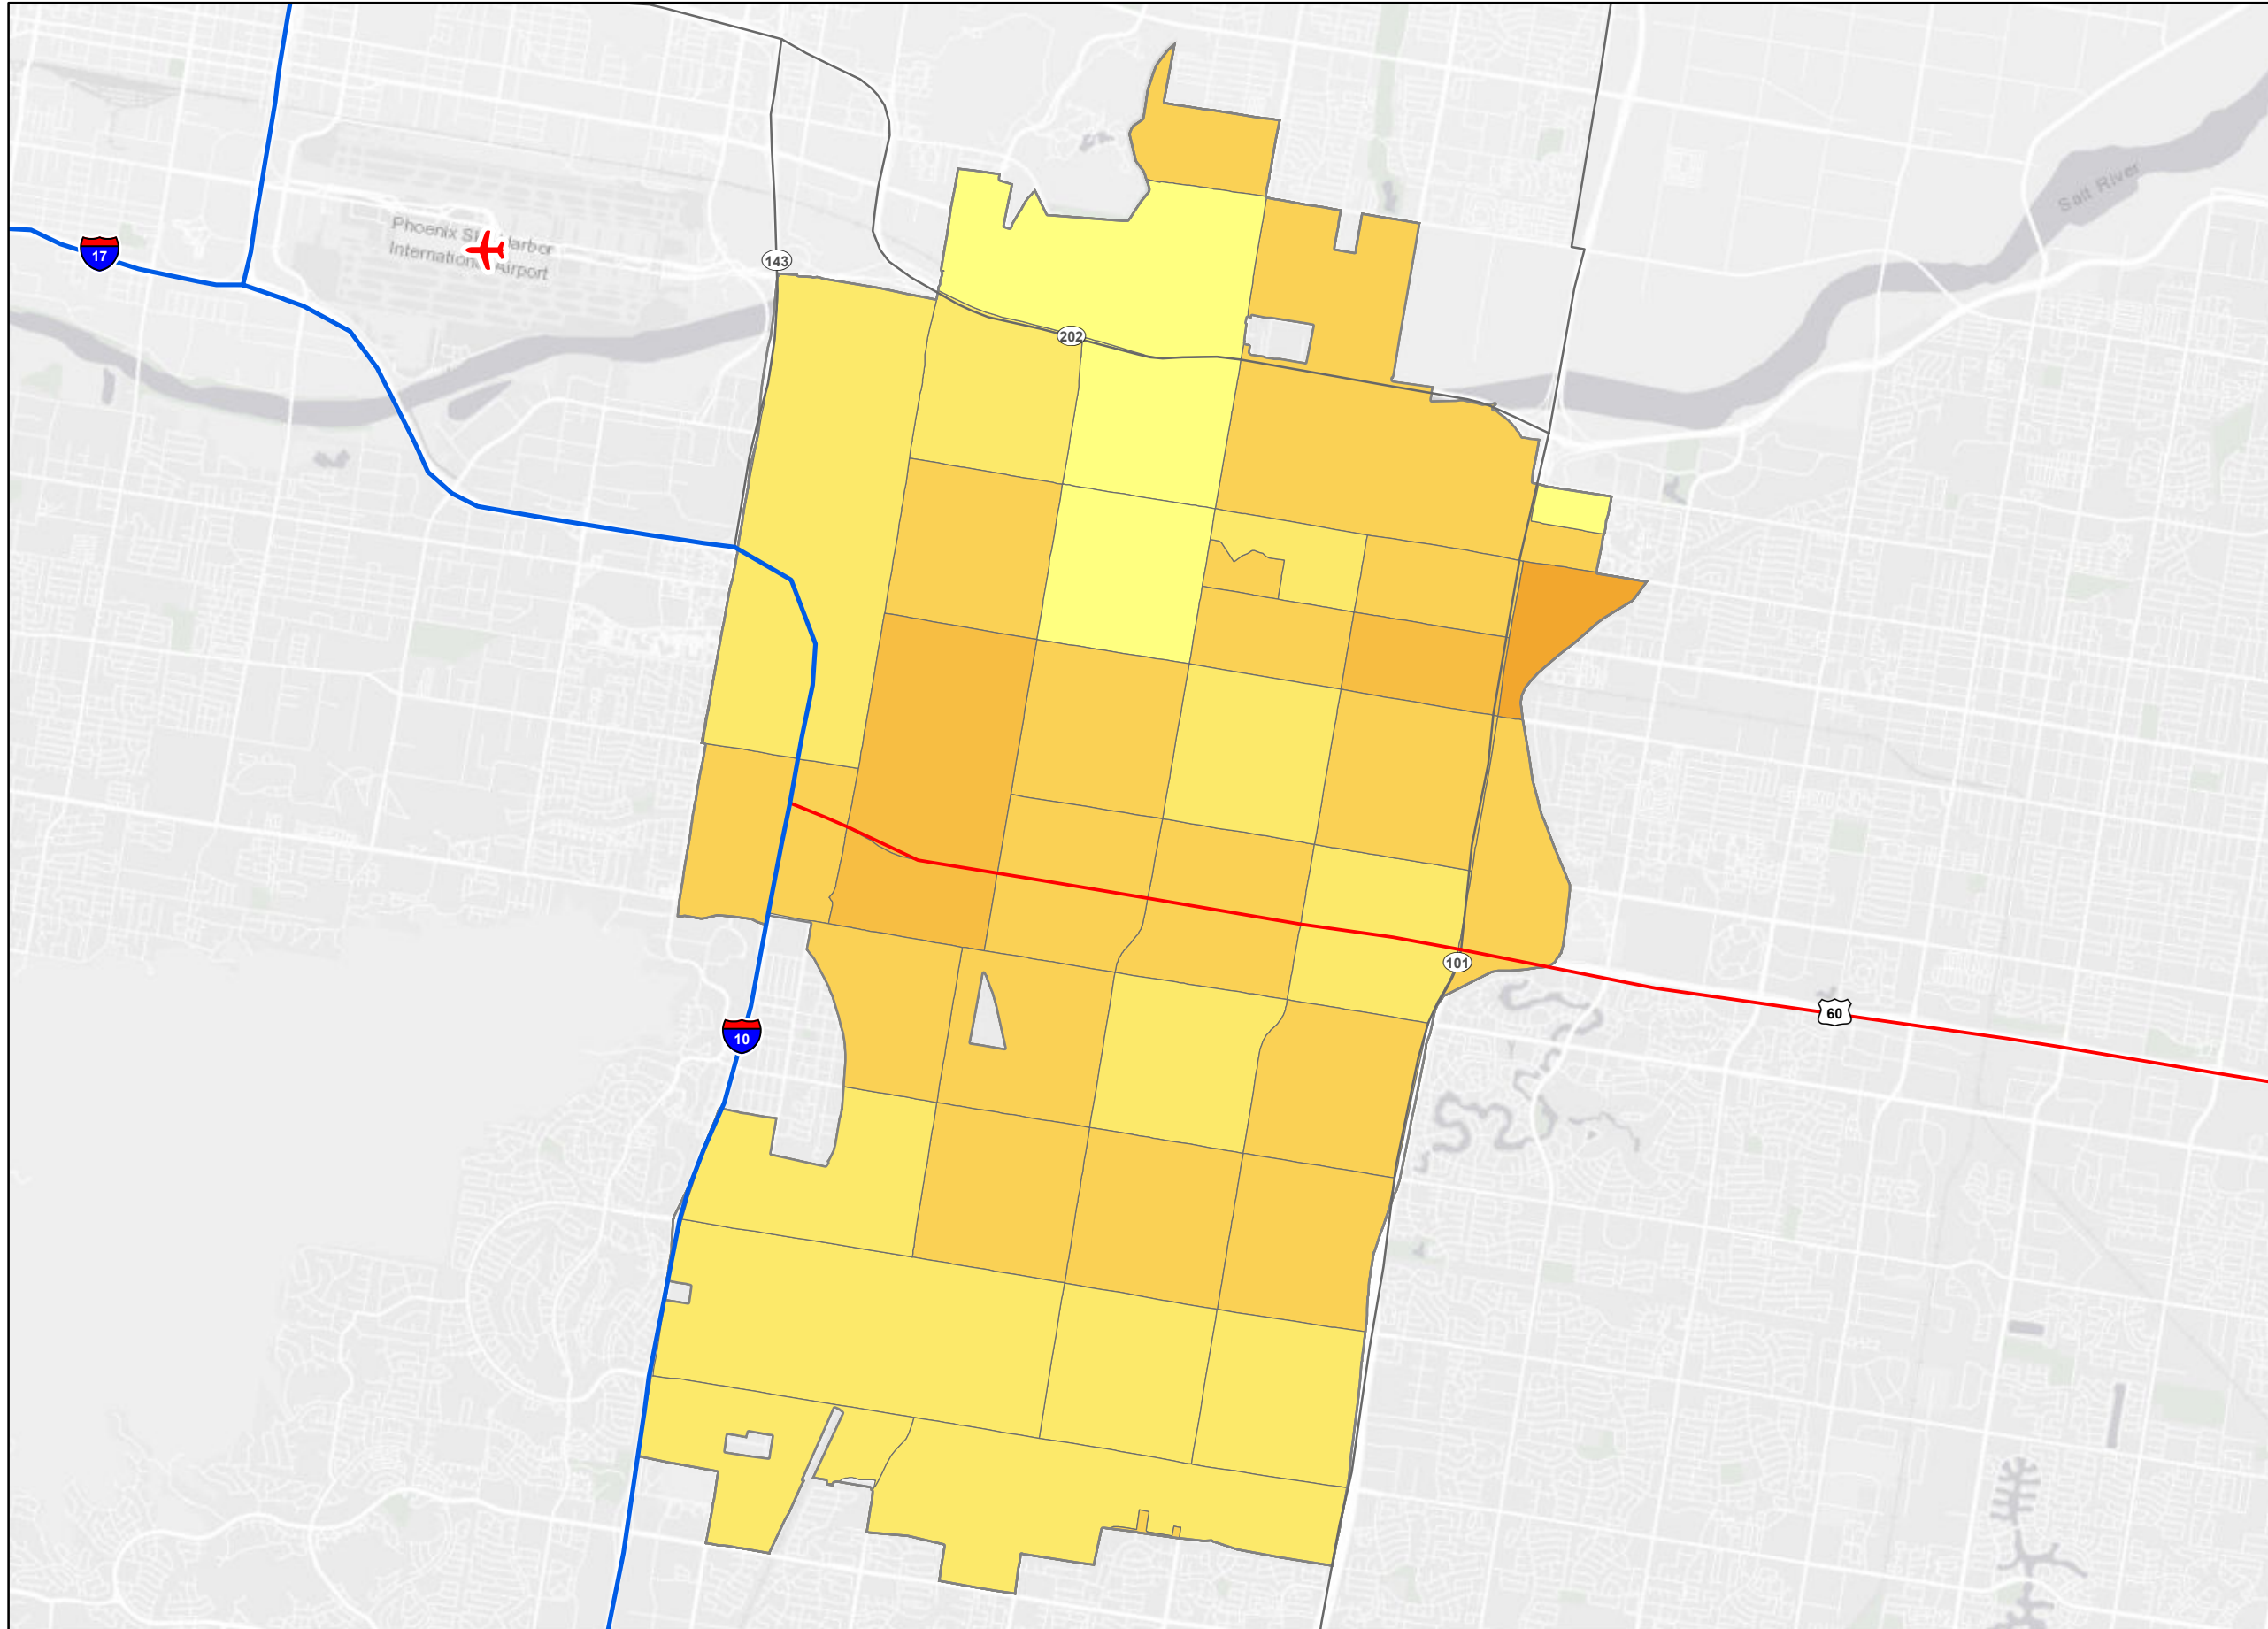 Salt River
Phoenix Sky Harbor
International Airport
17
143
202
101
60
10